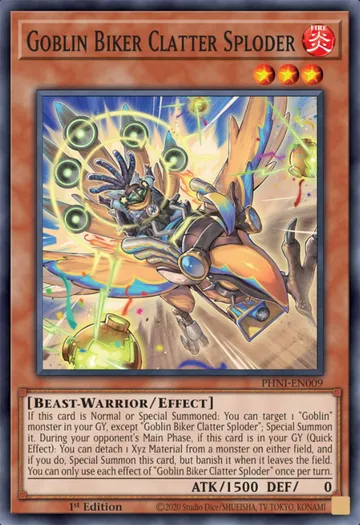 Goblin Biker Clatter Sploder
FIRE
炎
PHNI-EN009
[Beast-Warrior/Effect]
If this card is Normal or Special Summoned: You can target 1 "Goblin"
monster in your GY, except "Goblin Biker Clatter Sploder"; Special Summon
it. During your opponent's Main Phase, if this card is in your GY (Quick
Effect): You can detach 1 Xyz Material from a monster on either field, and
if you do, Special Summon this card, but banish it when it leaves the field.
You can only use each effect of "Goblin Biker Clatter Sploder" once per turn.
ATK/1500 DEF/1000
1st Edition
©2020 Studio Dice/SHUEISHA, TV TOKYO, KONAMI